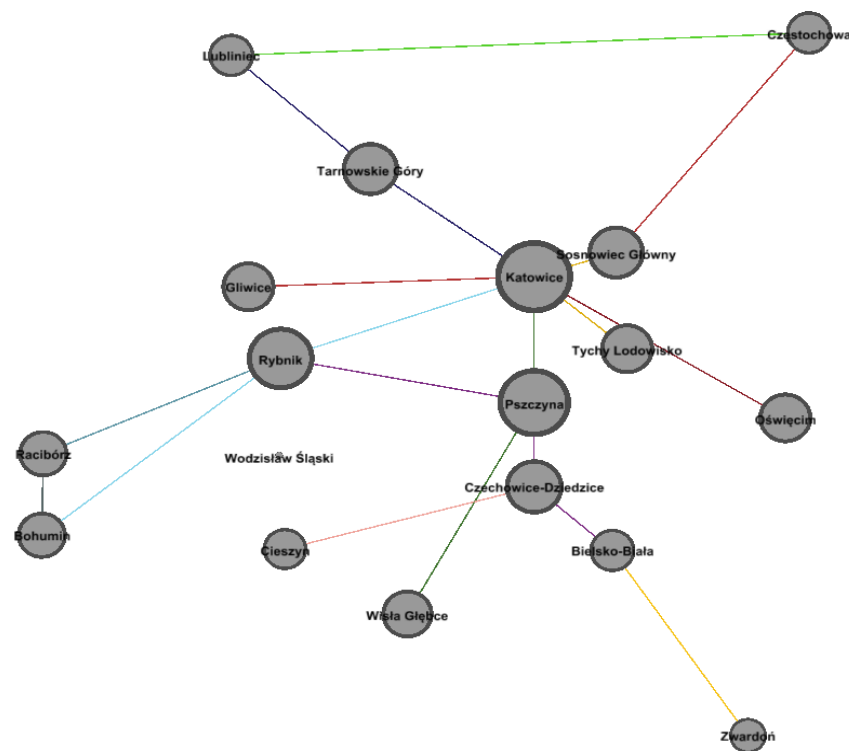 Częstochowa
Lubliniec
Tarnowskie Góry
Sosnowiec Główny
Katowice
Gliwice
Tychy Lodowisko
Rybnik
Pszczyna
Oświęcim
Racibórz
Wodzisław Śląski
Czechowice-Dziedzice
Bohumin
Cieszyn
Bielsko-Biała
Wisła Głębce
Zwardoń